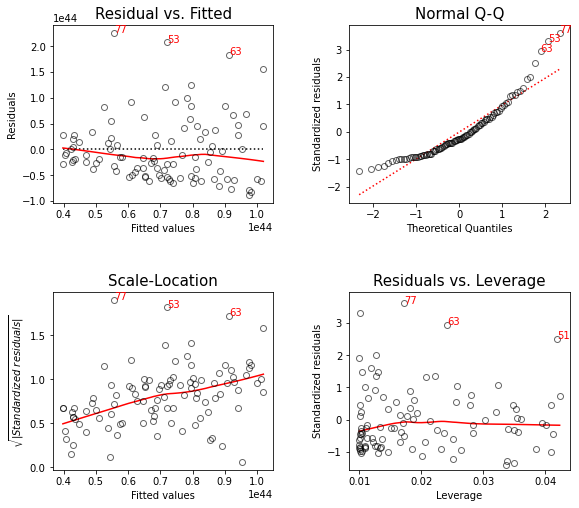 Residual vs. Fitted
1e44
2.0
1.5
1.0
0.5
0.0
−0.5
−1.0
Residuals
77
53
63
0.4 0.5 0.6 0.7 0.8 0.9 1.0
Fitted values
1e44
Normal Q-Q
3
2
1
0
−1
−2
Standardized residuals
77
53
63
−2 −1 0 1 2
Theoretical Quantiles
Scale-Location
1.5
1.0
0.5
0.0
√|Standardized residuals|
77
53
63
0.4 0.5 0.6 0.7 0.8 0.9 1.0
Fitted values
1e44
Residuals vs. Leverage
3
2
1
0
−1
Standardized residuals
77
63
51
0.01 0.02 0.03 0.04
Leverage